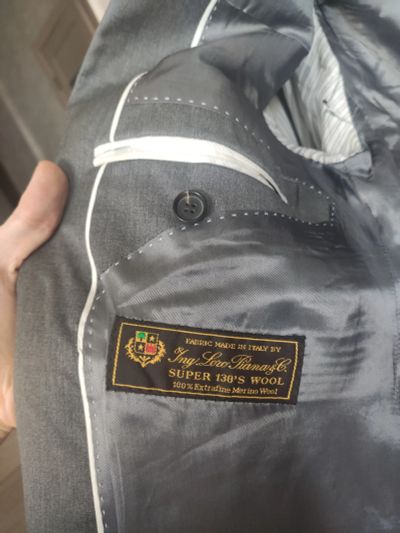 FABRIC MADE IN ITALY BY
Ing. Loro Piana & C.
SUPER 130'S WOOL
100% Extrafine Merino Wool